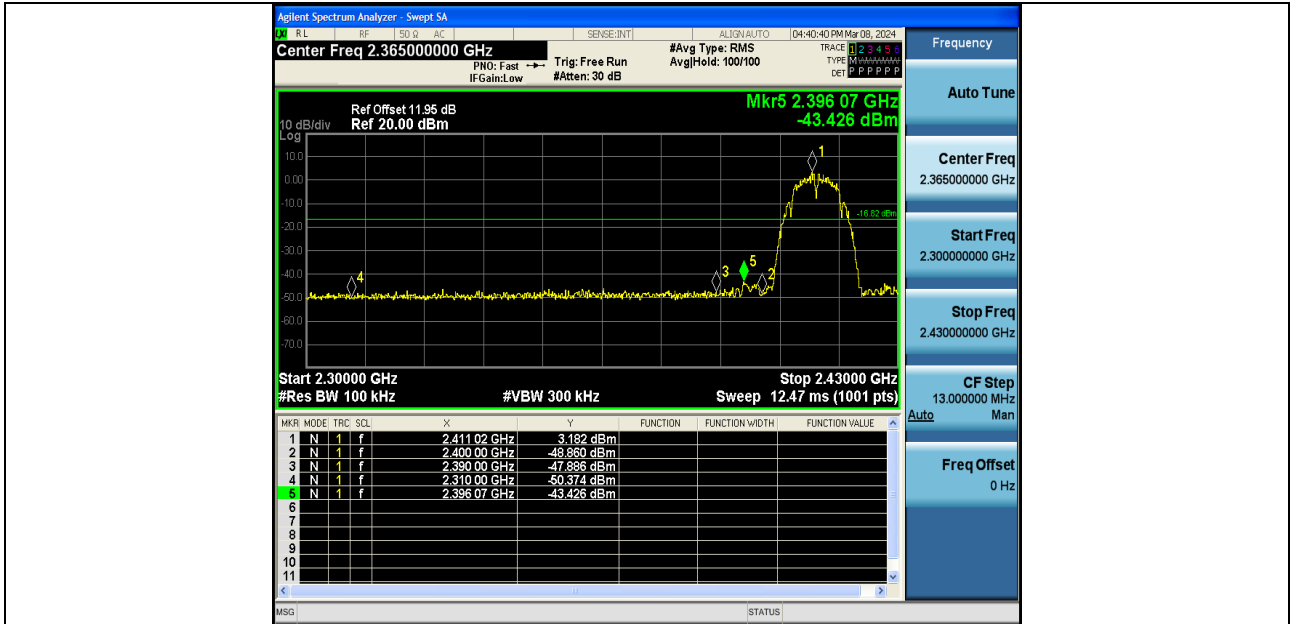 Agilent Spectrum Analyzer - Swept SA
LXI RL RF 50 Ω AC SENSE:INT ALIGN AUTO 04:40:40 PM Mar 08, 2024
Center Freq 2.365000000 GHz
PNO: Fast
IFGain:Low
Trig: Free Run
#Atten: 30 dB
#Avg Type: RMS
Avg|Hold: 100/100
TRACE 1 2 3 4 5 6
TYPE MWWWWW
DET P P P P P P
Mkr5 2.396 07 GHz
-43.426 dBm
Ref Offset 11.95 dB
10 dB/div Ref 20.00 dBm
Log
10.0
0.00
-10.0
-20.0
-30.0
-40.0
-50.0
-60.0
-70.0
1
-16.82 dBm
4
3
5
2
Start 2.30000 GHz Stop 2.43000 GHz
#Res BW 100 kHz #VBW 300 kHz Sweep 12.47 ms (1001 pts)
MKR MODE TRC SCL X Y FUNCTION FUNCTION WIDTH FUNCTION VALUE
1 N 1 f 2.411 02 GHz 3.182 dBm
2 N 1 f 2.400 00 GHz -48.860 dBm
3 N 1 f 2.390 00 GHz -47.886 dBm
4 N 1 f 2.310 00 GHz -50.374 dBm
5 N 1 f 2.396 07 GHz -43.426 dBm
6
7
8
9
10
11
MSG STATUS
Frequency
Auto Tune
Center Freq
2.365000000 GHz
Start Freq
2.300000000 GHz
Stop Freq
2.430000000 GHz
CF Step
13.000000 MHz
Auto Man
Freq Offset
0 Hz